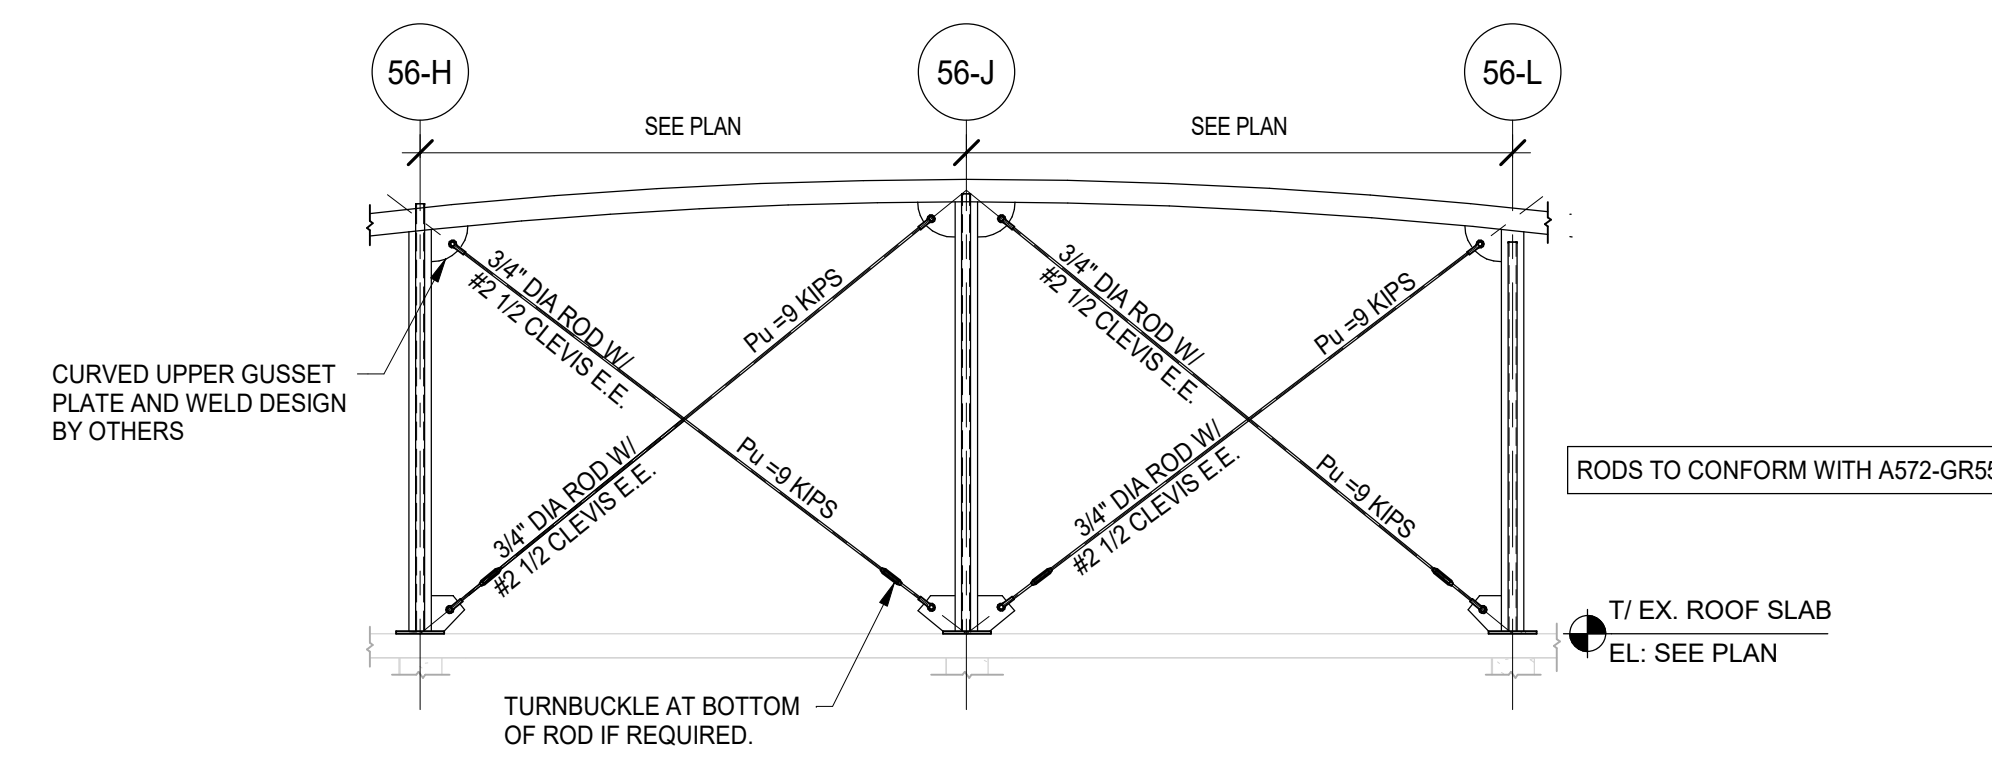 56-H
56-J
56-L
SEE PLAN
SEE PLAN
3/4" DIA ROD W/
#2 1/2 CLEVIS E.E.
Pu =9 KIPS
3/4" DIA ROD W/
#2 1/2 CLEVIS E.E.
Pu =9 KIPS
CURVED UPPER GUSSET
PLATE AND WELD DESIGN
BY OTHERS
3/4" DIA ROD W/
#2 1/2 CLEVIS E.E.
Pu =9 KIPS
3/4" DIA ROD W/
#2 1/2 CLEVIS E.E.
Pu =9 KIPS
RODS TO CONFORM WITH A572-GR55
T/ EX. ROOF SLAB
EL: SEE PLAN
TURNBUCKLE AT BOTTOM
OF ROD IF REQUIRED.